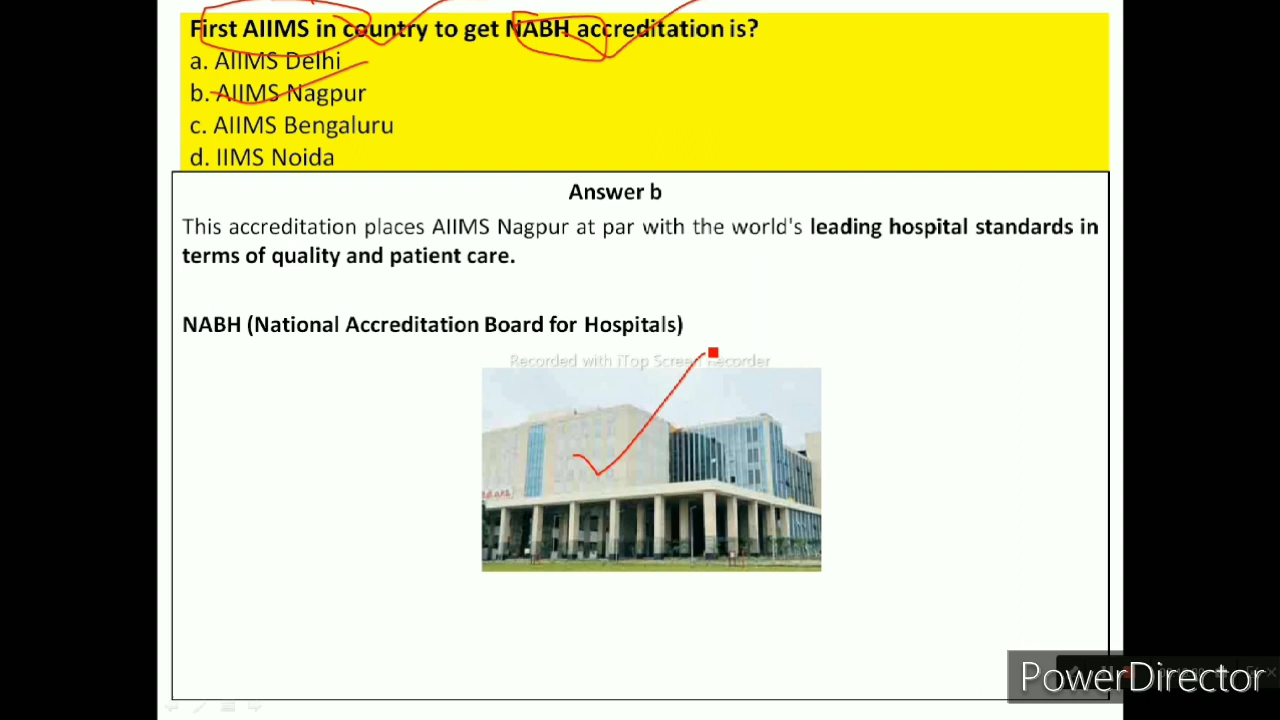 First AIIMS in country to get NABH accreditation is?
a. AIIMS Delhi
b. AIIMS Nagpur
c. AIIMS Bengaluru
d. IIMS Noida
Answer b
This accreditation places AIIMS Nagpur at par with the world's leading hospital standards in
terms of quality and patient care.
NABH (National Accreditation Board for Hospitals)
Recorded with iTop Screen Recorder
PowerDirector